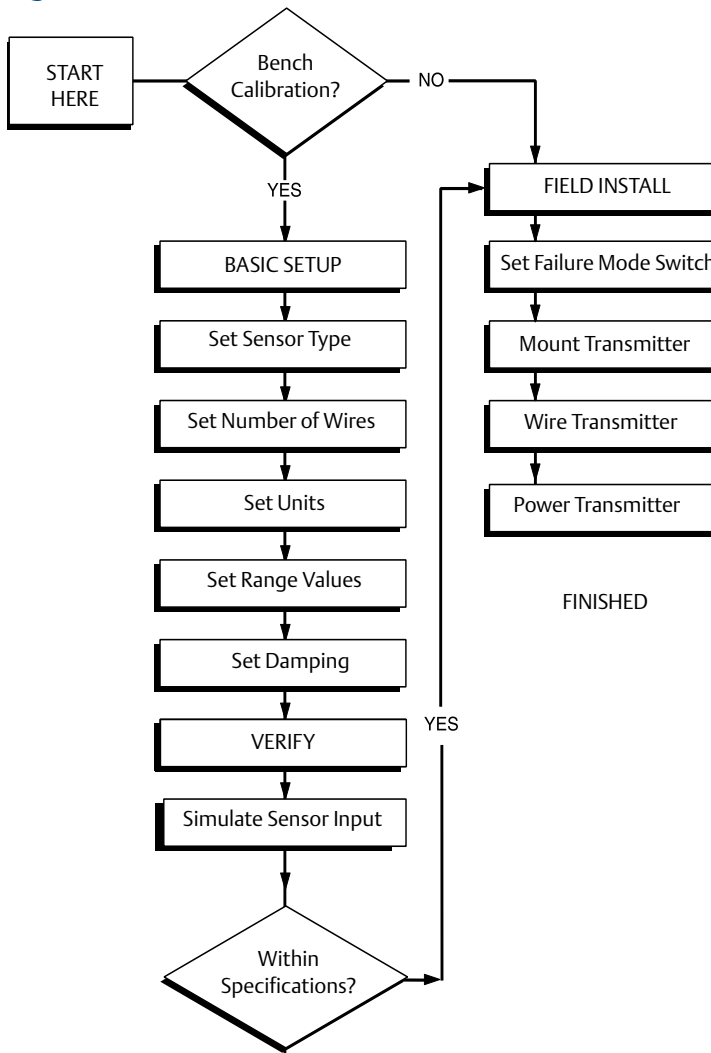 START
HERE
Bench
Calibration?
NO
YES
BASIC SETUP
Set Sensor Type
Set Number of Wires
Set Units
Set Range Values
Set Damping
VERIFY
Simulate Sensor Input
Within
Specifications?
YES
FIELD INSTALL
Set Failure Mode Switch
Mount Transmitter
Wire Transmitter
Power Transmitter
FINISHED